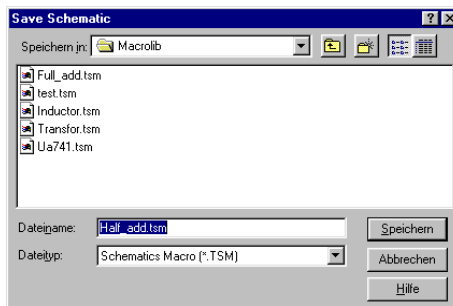 Save Schematic
Speichern in: Macrolib
Full_add.tsm
test.tsm
Inductor.tsm
Transfor.tsm
Ua741.tsm
Dateiname: Half_add.tsm Speichern
Dateityp: Schematics Macro (*.TSM) Abbrechen
Hilfe